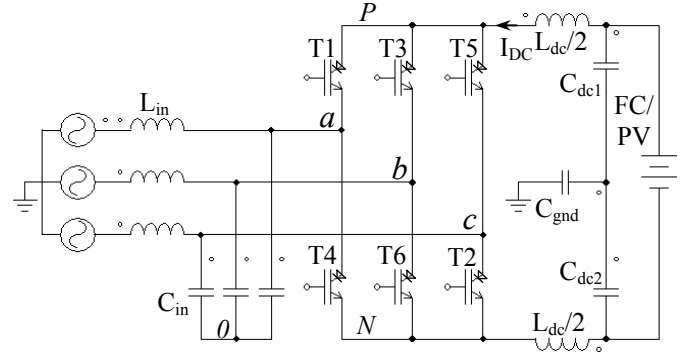 P
T1 T3 T5
I_DC
L_dc/2
C_dc1
FC/
PV
L_in
a
b
c
C_gnd
T4 T6 T2
C_in
0
N
C_dc2
L_dc/2